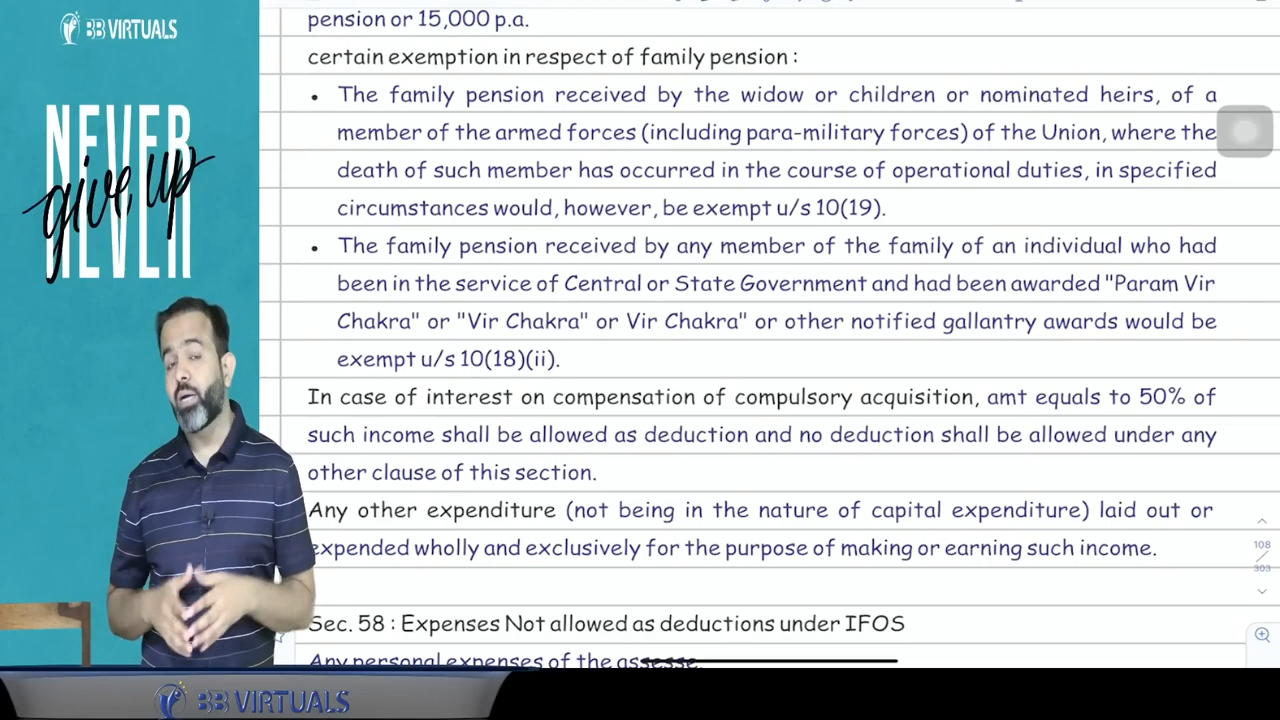 BB VIRTUALS
NEVER
give up
NEVER
pension or 15,000 p.a.
certain exemption in respect of family pension :
• The family pension received by the widow or children or nominated heirs, of a
member of the armed forces (including para-military forces) of the Union, where the
death of such member has occurred in the course of operational duties, in specified
circumstances would, however, be exempt u/s 10(19).
• The family pension received by any member of the family of an individual who had
been in the service of Central or State Government and had been awarded "Param Vir
Chakra" or "Vir Chakra" or Vir Chakra" or other notified gallantry awards would be
exempt u/s 10(18)(ii).
In case of interest on compensation of compulsory acquisition, amt equals to 50% of
such income shall be allowed as deduction and no deduction shall be allowed under any
other clause of this section.
Any other expenditure (not being in the nature of capital expenditure) laid out or
expended wholly and exclusively for the purpose of making or earning such income.
108
303
Sec. 58 : Expenses Not allowed as deductions under IFOS
Any personal expenses of the assesse.
BB VIRTUALS